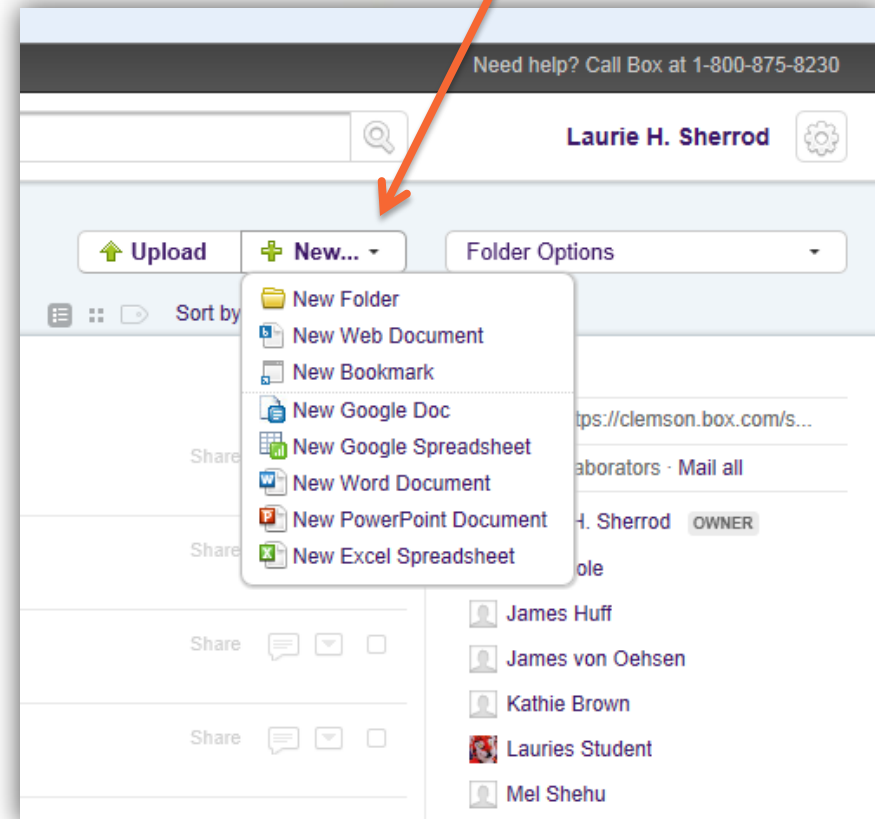 Need help? Call Box at 1-800-875-8230
Laurie H. Sherrod
Upload
New...
Folder Options
Sort by
New Folder
New Web Document
New Bookmark
New Google Doc
New Google Spreadsheet
New Word Document
New PowerPoint Document
New Excel Spreadsheet
tps://clemson.box.com/s...
aborators · Mail all
H. Sherrod OWNER
ole
James Huff
James von Oehsen
Kathie Brown
Lauries Student
Mel Shehu
Share
Share
Share
Share